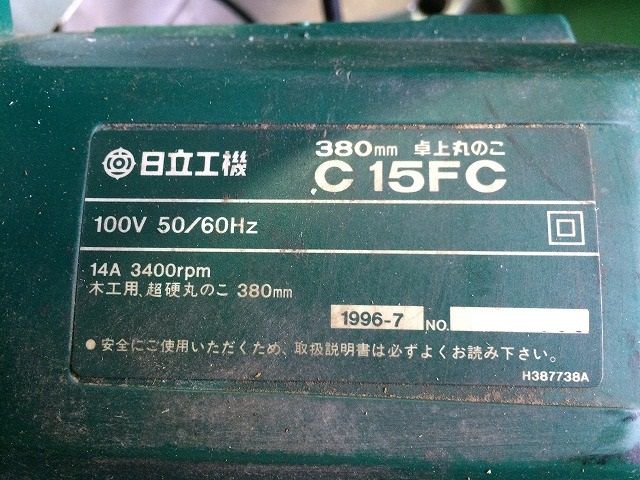 日立工機
380mm 卓上丸のこ
C 15FC
100V 50/60Hz
14A 3400rpm
木工用、超硬丸のこ 380mm
1996-7 NO.
●安全にご使用いただくため、取扱説明書は必ずよくお読み下さい。
H387738A